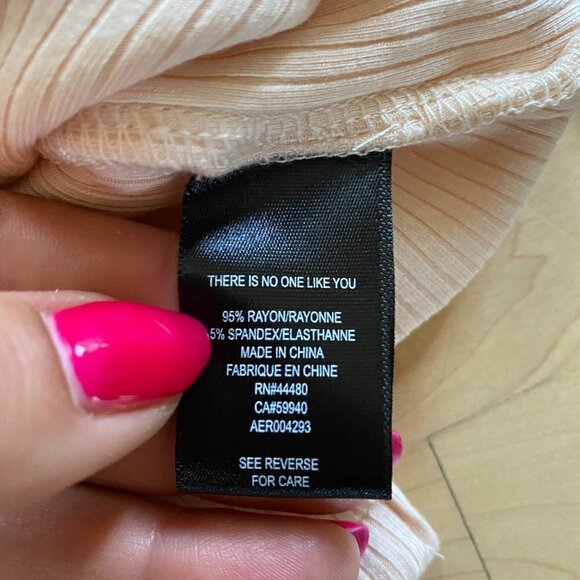 THERE IS NO ONE LIKE YOU
95% RAYON/RAYONNE
5% SPANDEX/ELASTHANNE
MADE IN CHINA
FABRIQUE EN CHINE
RN#44480
CA#59940
AER004293
SEE REVERSE
FOR CARE